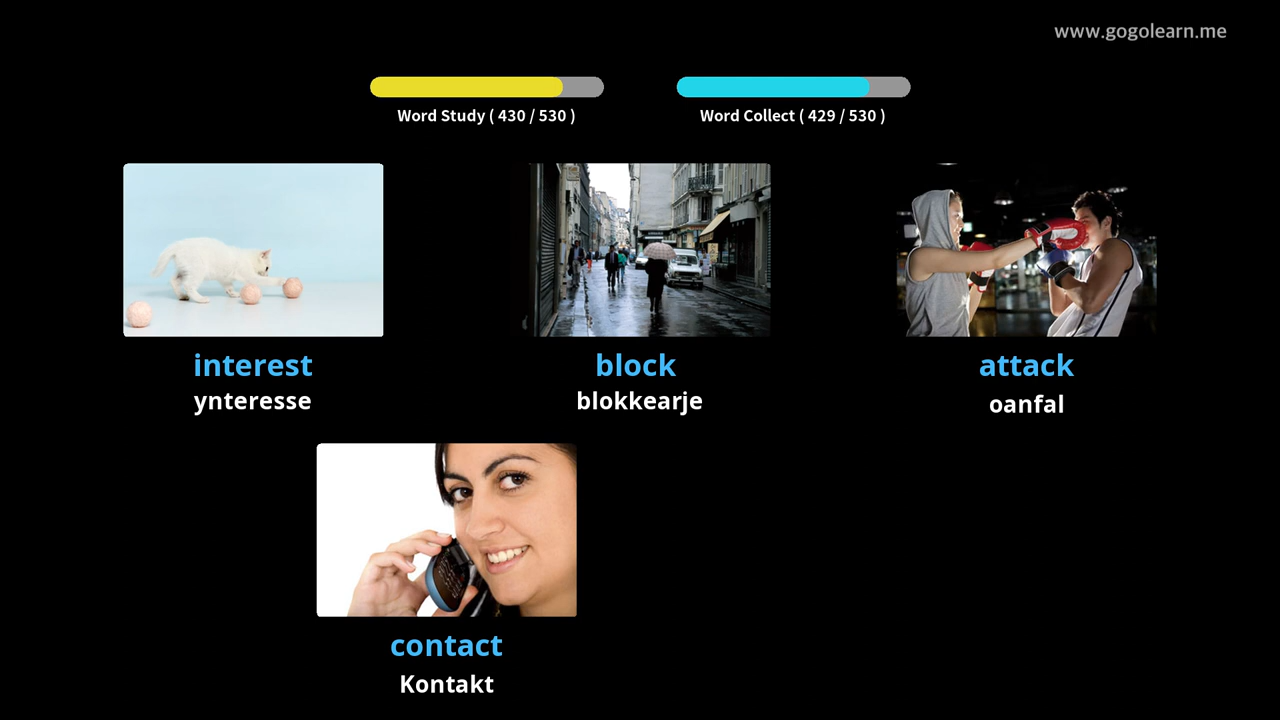 www.gogolearn.me
Word Study ( 430 / 530 )
Word Collect ( 429 / 530 )
interest
block
attack
ynteresse
blokkearje
oanfal
contact
Kontakt